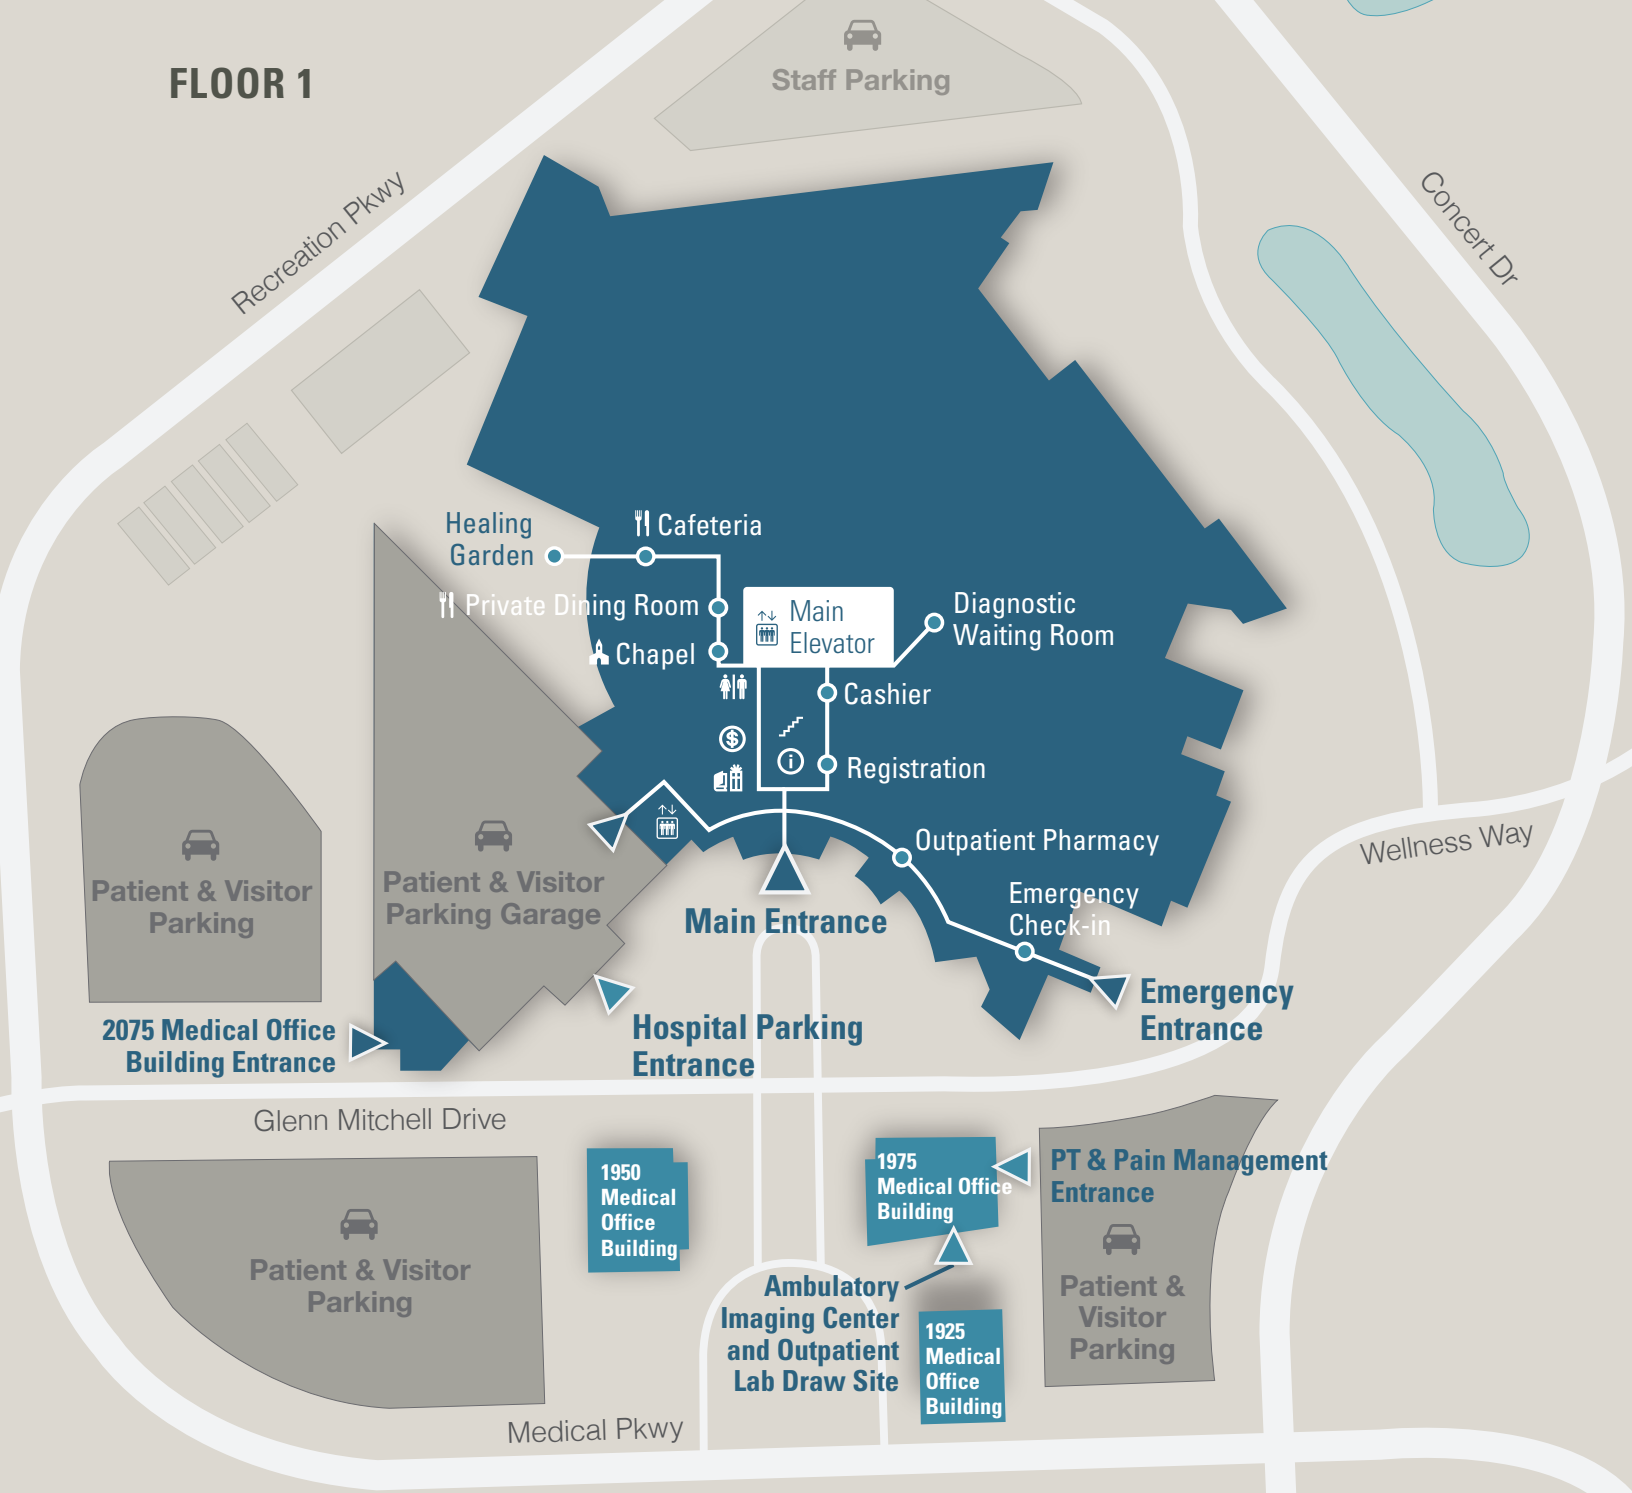 Staff Parking
FLOOR 1
Recreation Pkwy
Concert Dr
Healing
Garden
Cafeteria
Private Dining Room
Chapel
Main
Elevator
Diagnostic
Waiting Room
Cashier
$
i
Registration
Outpatient Pharmacy
Wellness Way
Patient & Visitor
Parking
Patient & Visitor
Parking Garage
Main Entrance
Emergency
Check-in
Emergency
Entrance
2075 Medical Office
Building Entrance
Hospital Parking
Entrance
Glenn Mitchell Drive
1950
Medical
Office
Building
1975
Medical Office
Building
PT & Pain Management
Entrance
Patient & Visitor
Parking
Ambulatory
Imaging Center
and Outpatient
Lab Draw Site
1925
Medical
Office
Building
Patient &
Visitor
Parking
Medical Pkwy